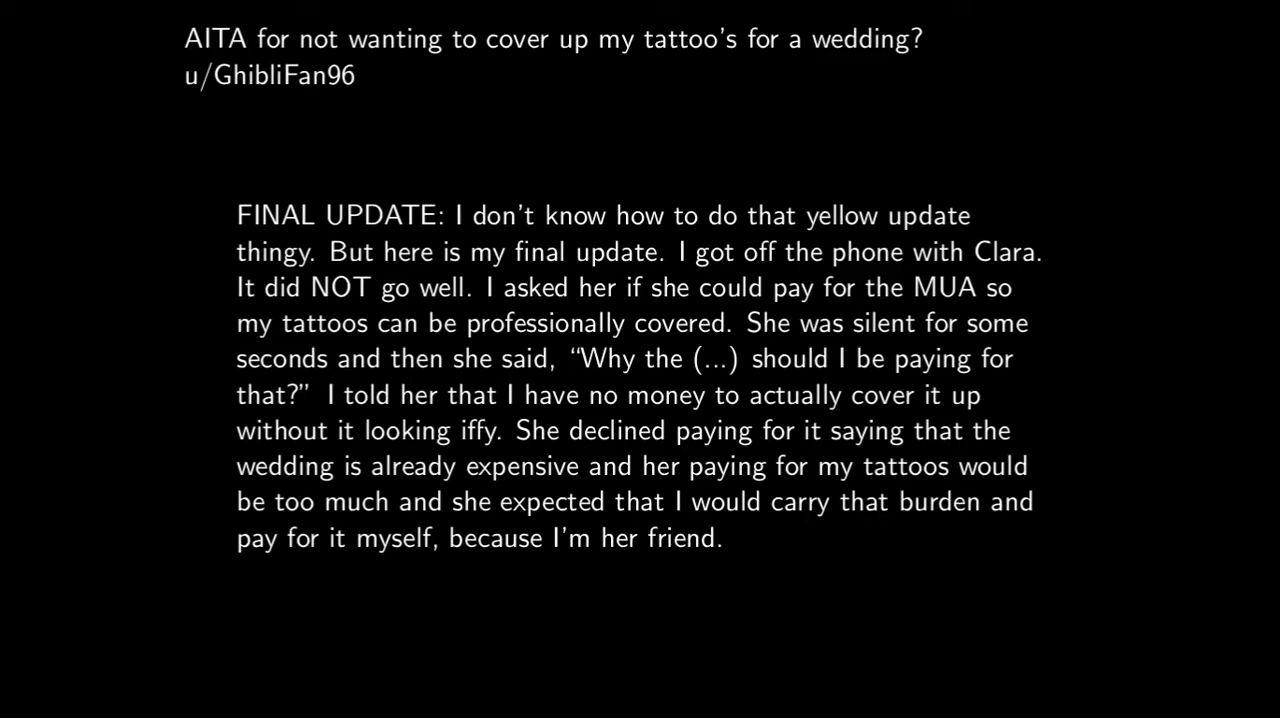 AITA for not wanting to cover up my tattoo's for a wedding?
u/GhibliFan96
FINAL UPDATE: I don't know how to do that yellow update
thingy. But here is my final update. I got off the phone with Clara.
It did NOT go well. I asked her if she could pay for the MUA so
my tattoos can be professionally covered. She was silent for some
seconds and then she said, “Why the (...) should I be paying for
that?” I told her that I have no money to actually cover it up
without it looking iffy. She declined paying for it saying that the
wedding is already expensive and her paying for my tattoos would
be too much and she expected that I would carry that burden and
pay for it myself, because I'm her friend.